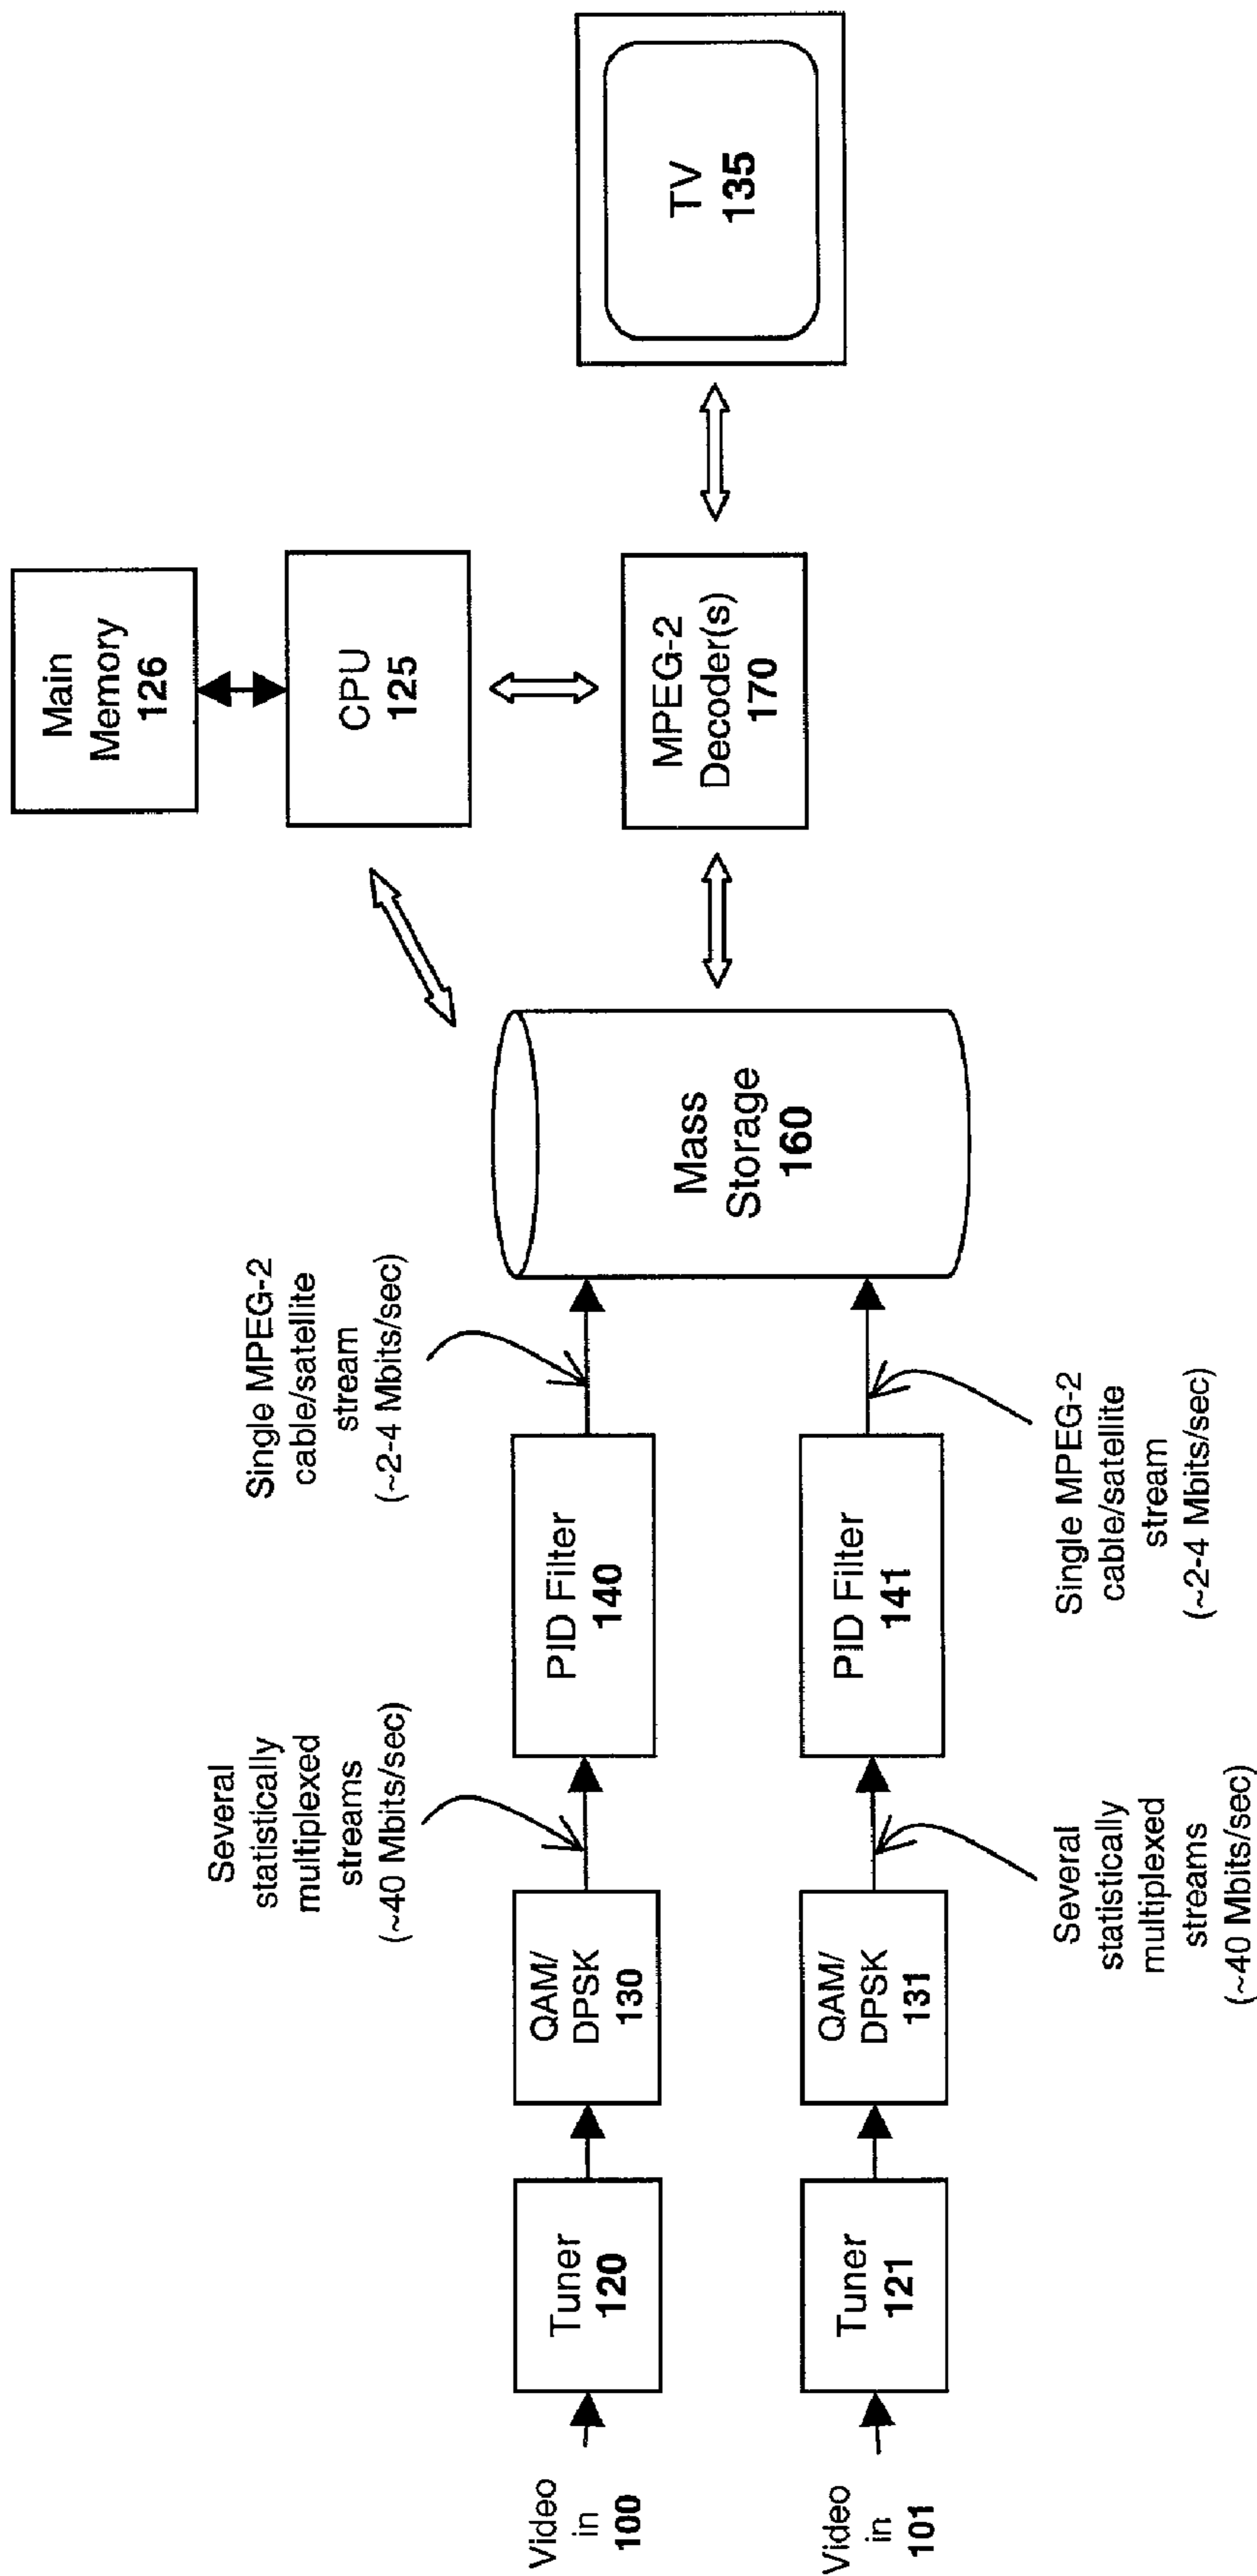 Video
in
100
Tuner
120
QAM/
DPSK
130
Several
statistically
multiplexed
streams
(~40 Mbits/sec)
PID Filter
140
Single MPEG-2
cable/satellite
stream
(~2-4 Mbits/sec)
Video
in
101
Tuner
121
QAM/
DPSK
131
Several
statistically
multiplexed
streams
(~40 Mbits/sec)
PID Filter
141
Single MPEG-2
cable/satellite
stream
(~2-4 Mbits/sec)
Mass
Storage
160
Main
Memory
126
CPU
125
MPEG-2
Decoder(s)
170
TV
135